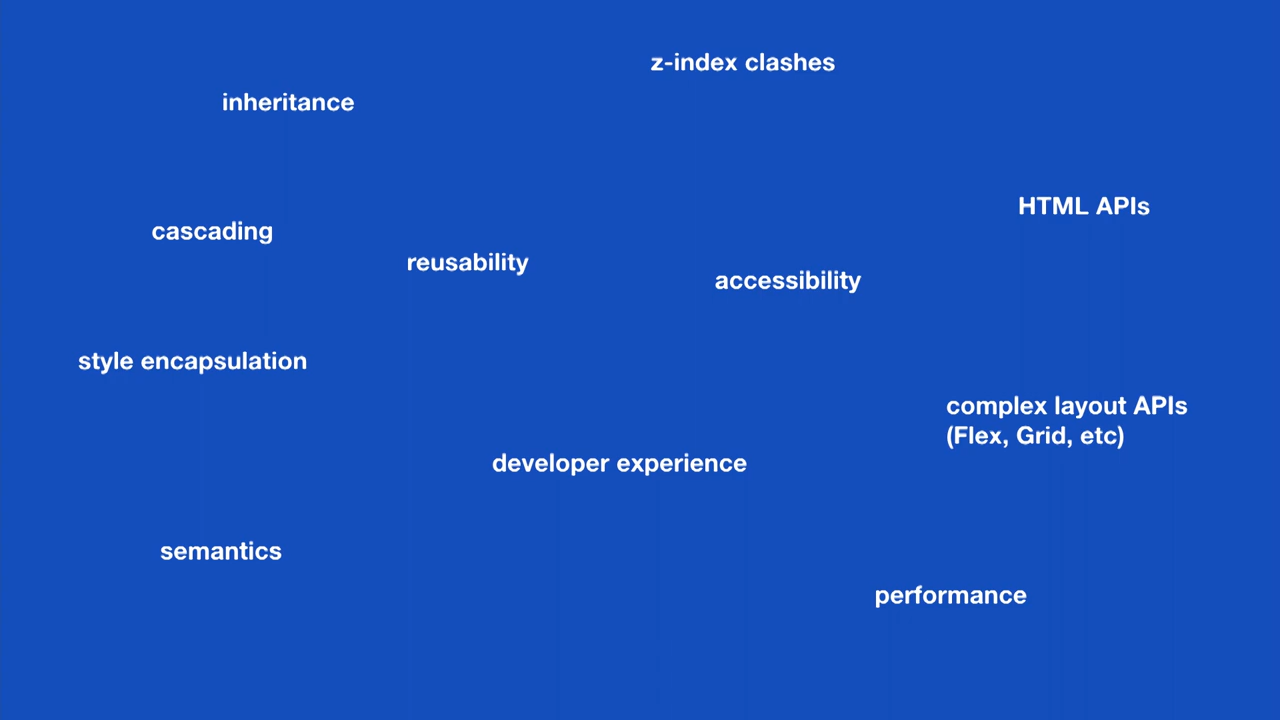 z-index clashes
inheritance
HTML APIs
cascading
reusability
accessibility
style encapsulation
complex layout APIs
(Flex, Grid, etc)
developer experience
semantics
performance